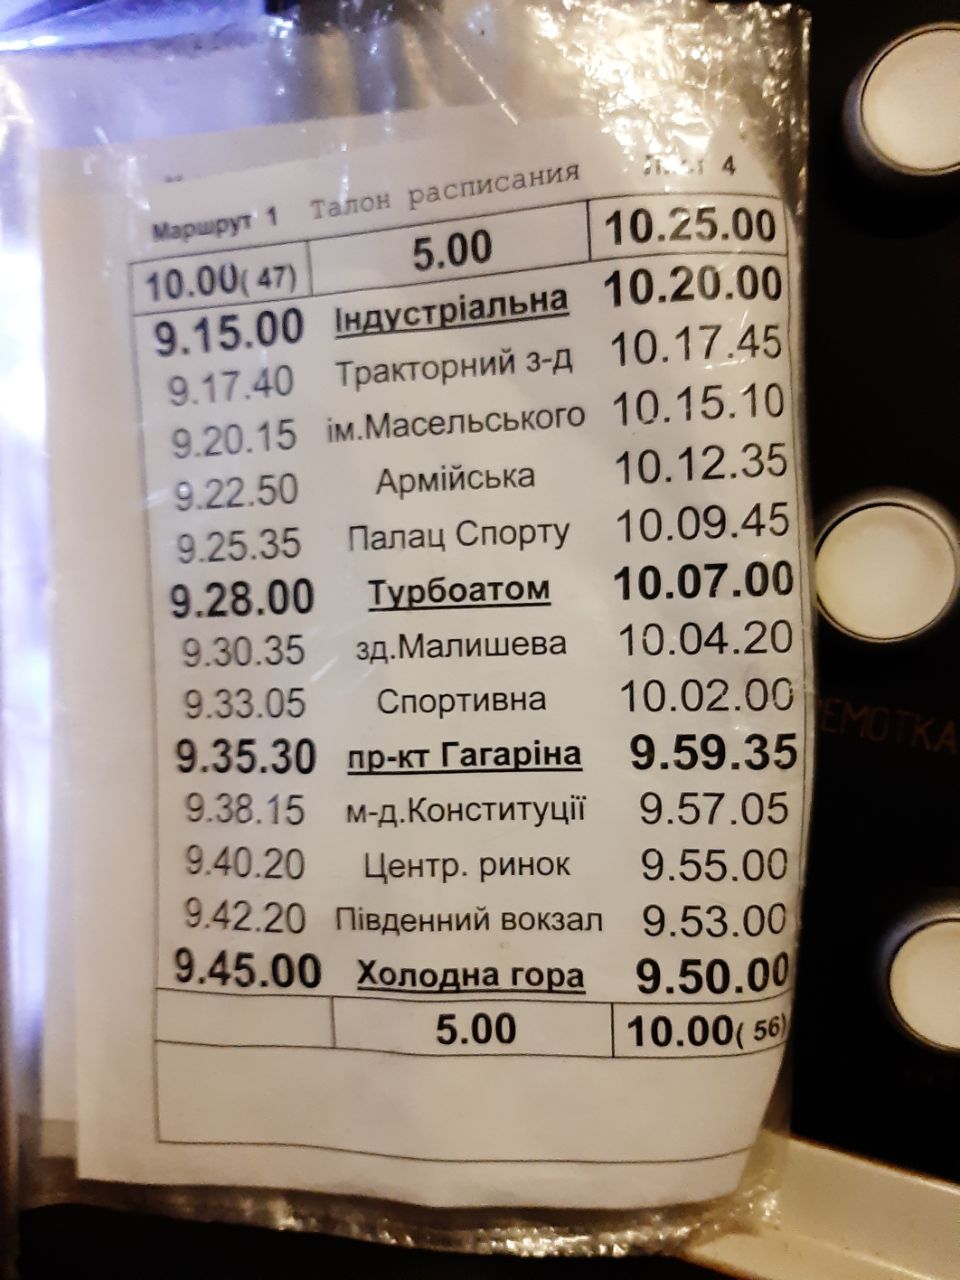 Маршрут 1 Талон расписания Лист 4
10.00( 47) 5.00 10.25.00
9.15.00 Індустріальна 10.20.00
9.17.40 Тракторний з-д 10.17.45
9.20.15 ім.Масельського 10.15.10
9.22.50 Армійська 10.12.35
9.25.35 Палац Спорту 10.09.45
9.28.00 Турбоатом 10.07.00
9.30.35 зд.Малишева 10.04.20
9.33.05 Спортивна 10.02.00
9.35.30 пр-кт Гагаріна 9.59.35
9.38.15 м-д.Конституції 9.57.05
9.40.20 Центр. ринок 9.55.00
9.42.20 Південний вокзал 9.53.00
9.45.00 Холодна гора 9.50.00
5.00 10.00( 56)